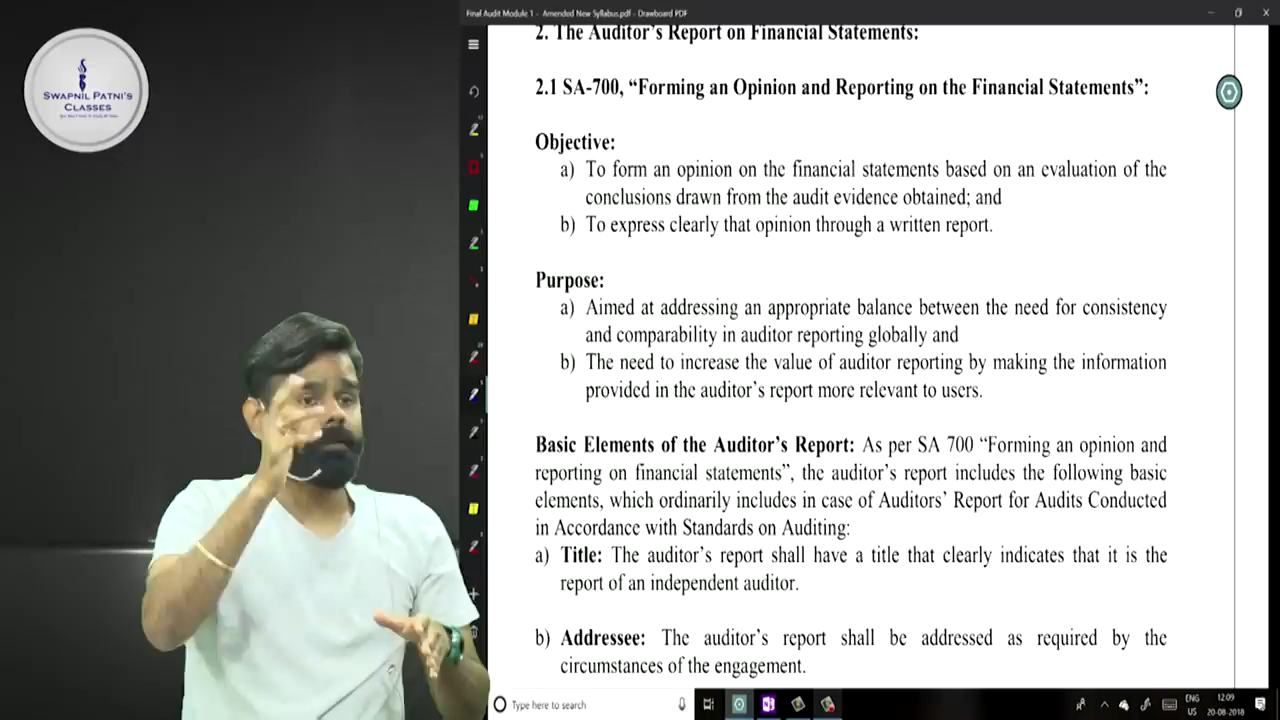 Final Audit Module 1 - Amended New Syllabus.pdf - Drawboard PDF
SWAPNIL PATNI'S
CLASSES
2. The Auditor's Report on Financial Statements:
2.1 SA-700, “Forming an Opinion and Reporting on the Financial Statements”:
Objective:
a) To form an opinion on the financial statements based on an evaluation of the
conclusions drawn from the audit evidence obtained; and
b) To express clearly that opinion through a written report.
Purpose:
a) Aimed at addressing an appropriate balance between the need for consistency
and comparability in auditor reporting globally and
b) The need to increase the value of auditor reporting by making the information
provided in the auditor's report more relevant to users.
Basic Elements of the Auditor's Report: As per SA 700 “Forming an opinion and
reporting on financial statements”, the auditor's report includes the following basic
elements, which ordinarily includes in case of Auditors' Report for Audits Conducted
in Accordance with Standards on Auditing:
a) Title: The auditor's report shall have a title that clearly indicates that it is the
report of an independent auditor.
b) Addressee: The auditor's report shall be addressed as required by the
circumstances of the engagement.
Type here to search
ENG
US
12:09
20-08-2018